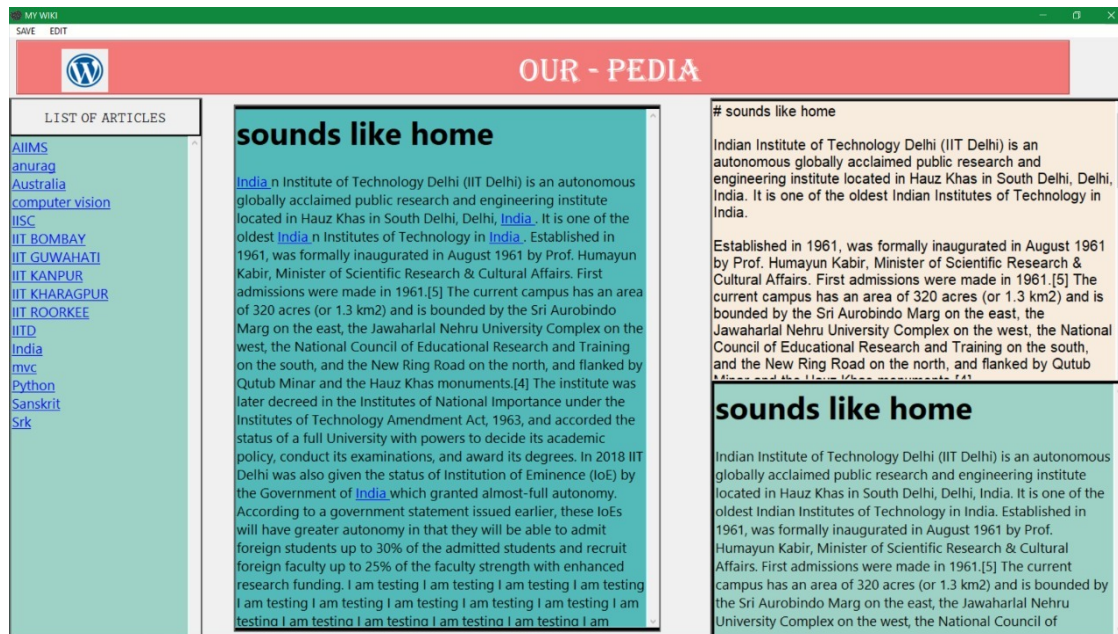 MY WIKI
SAVE EDIT
OUR - PEDIA
LIST OF ARTICLES
AIIMS
anurag
Australia
computer vision
IISC
IIT BOMBAY
IIT GUWAHATI
IIT KANPUR
IIT KHARAGPUR
IIT ROORKEE
IITD
India
mvc
Python
Sanskrit
Srk
sounds like home
India n Institute of Technology Delhi (IIT Delhi) is an autonomous
globally acclaimed public research and engineering institute
located in Hauz Khas in South Delhi, Delhi, India . It is one of the
oldest India n Institutes of Technology in India . Established in
1961, was formally inaugurated in August 1961 by Prof. Humayun
Kabir, Minister of Scientific Research & Cultural Affairs. First
admissions were made in 1961.[5] The current campus has an area
of 320 acres (or 1.3 km2) and is bounded by the Sri Aurobindo
Marg on the east, the Jawaharlal Nehru University Complex on the
west, the National Council of Educational Research and Training
on the south, and the New Ring Road on the north, and flanked by
Qutub Minar and the Hauz Khas monuments.[4] The institute was
later decreed in the Institutes of National Importance under the
Institutes of Technology Amendment Act, 1963, and accorded the
status of a full University with powers to decide its academic
policy, conduct its examinations, and award its degrees. In 2018 IIT
Delhi was also given the status of Institution of Eminence (IoE) by
the Government of India which granted almost-full autonomy.
According to a government statement issued earlier, these IoEs
will have greater autonomy in that they will be able to admit
foreign students up to 30% of the admitted students and recruit
foreign faculty up to 25% of the faculty strength with enhanced
research funding. I am testing I am testing I am testing I am testing
I am testing I am testing I am testing I am testing I am testing I am
testing I am testing I am testing I am testing I am testing I am
# sounds like home
Indian Institute of Technology Delhi (IIT Delhi) is an
autonomous globally acclaimed public research and
engineering institute located in Hauz Khas in South Delhi, Delhi,
India. It is one of the oldest Indian Institutes of Technology in
India.
Established in 1961, was formally inaugurated in August 1961
by Prof. Humayun Kabir, Minister of Scientific Research &
Cultural Affairs. First admissions were made in 1961.[5] The
current campus has an area of 320 acres (or 1.3 km2) and is
bounded by the Sri Aurobindo Marg on the east, the
Jawaharlal Nehru University Complex on the west, the National
Council of Educational Research and Training on the south,
and the New Ring Road on the north, and flanked by Qutub
Minar and the Hauz Khas monuments.[4]
sounds like home
Indian Institute of Technology Delhi (IIT Delhi) is an autonomous
globally acclaimed public research and engineering institute
located in Hauz Khas in South Delhi, Delhi, India. It is one of the
oldest Indian Institutes of Technology in India. Established in
1961, was formally inaugurated in August 1961 by Prof.
Humayun Kabir, Minister of Scientific Research & Cultural
Affairs. First admissions were made in 1961.[5] The current
campus has an area of 320 acres (or 1.3 km2) and is bounded by
the Sri Aurobindo Marg on the east, the Jawaharlal Nehru
University Complex on the west, the National Council of